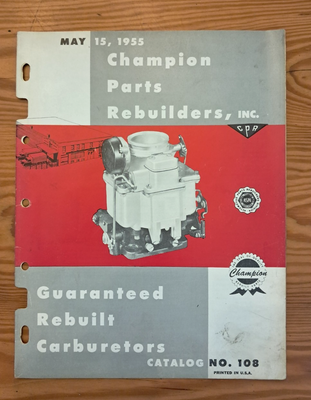 MAY 15, 1955
Champion
Parts
Rebuilders, INC.
CPR
Champion
Guaranteed
Rebuilt
Carburetors
CATALOG NO. 108
PRINTED IN U.S.A.